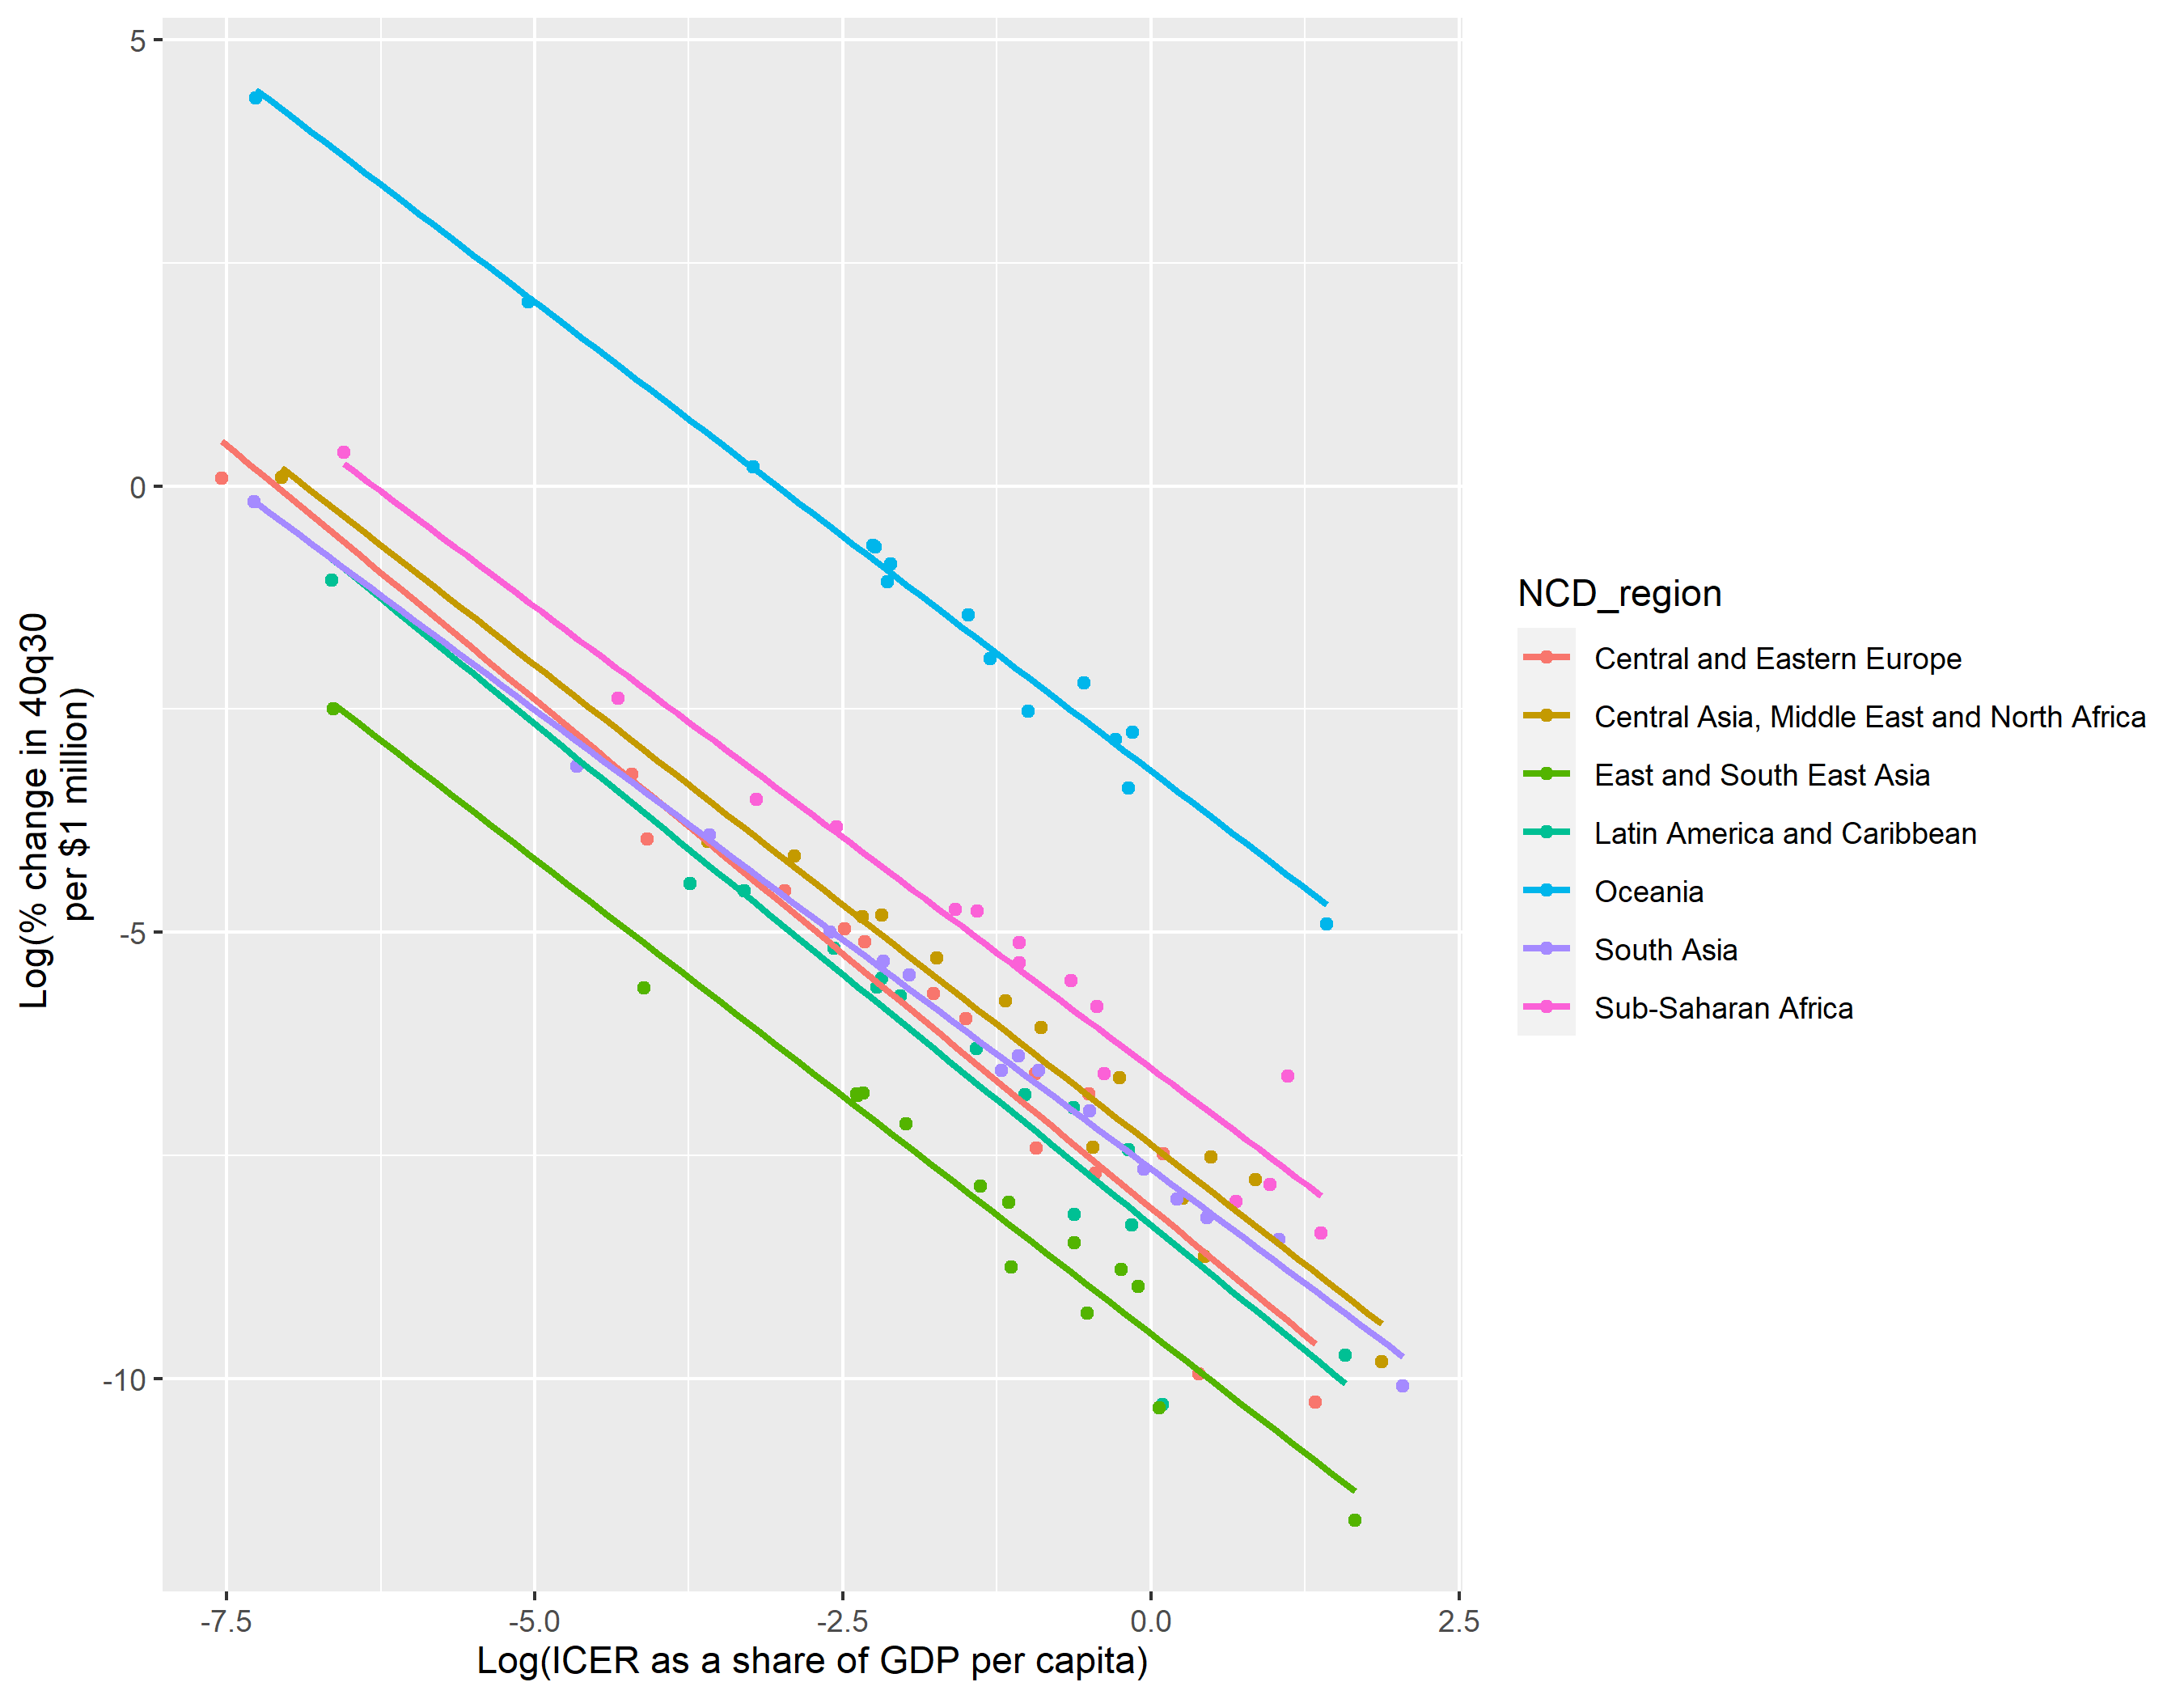 5
0
-5
-10
Log(% change in 40q30
per $1 million)
-7.5
-5.0
-2.5
0.0
2.5
Log(ICER as a share of GDP per capita)
NCD_region
Central and Eastern Europe
Central Asia, Middle East and North Africa
East and South East Asia
Latin America and Caribbean
Oceania
South Asia
Sub-Saharan Africa